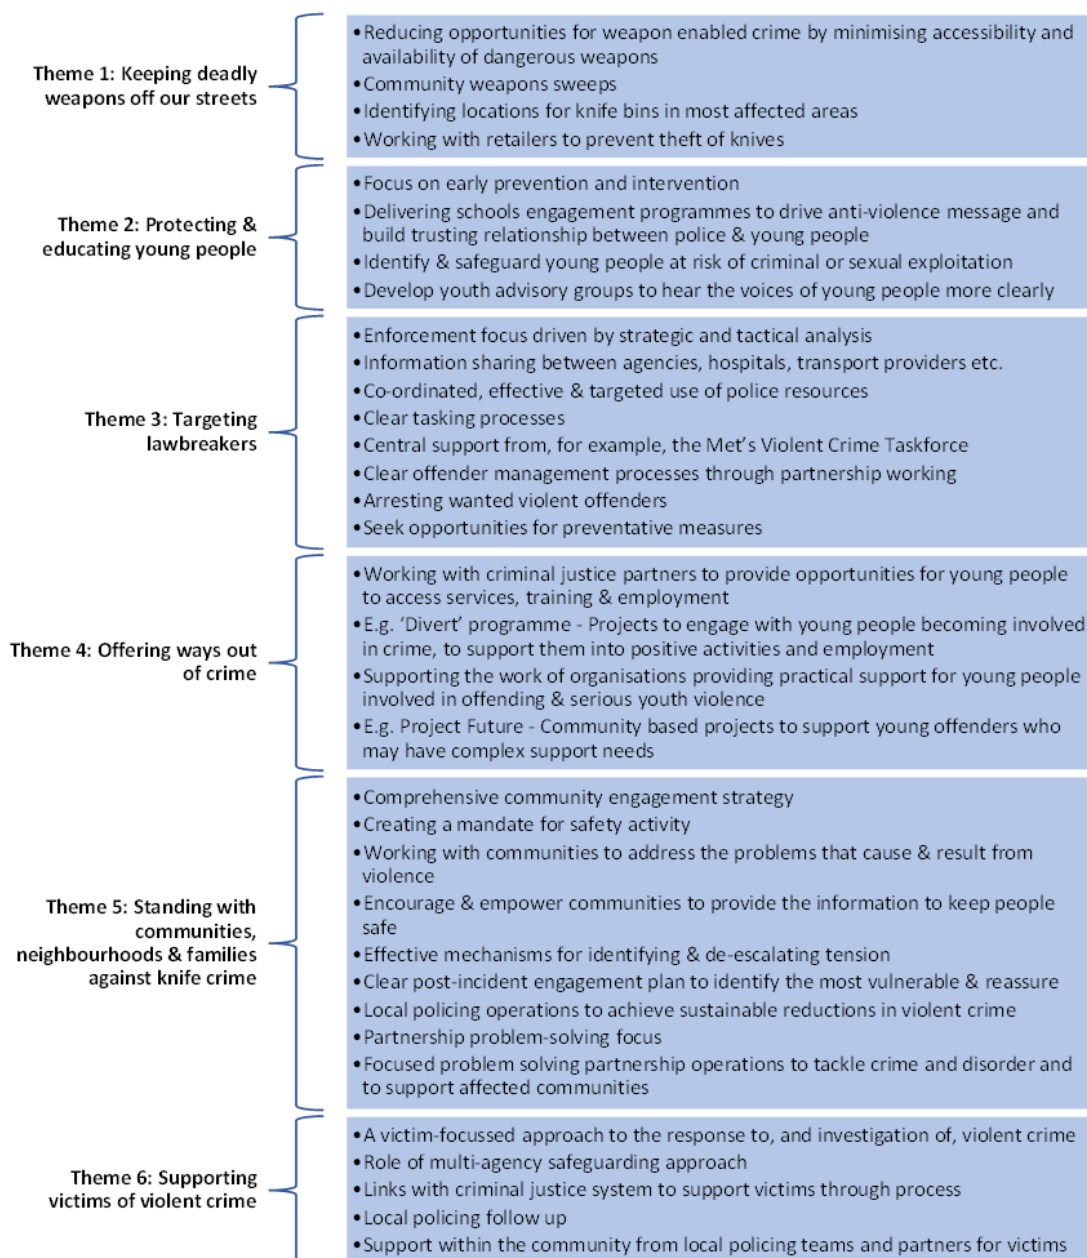 Theme 1: Keeping deadly
weapons off our streets
•Reducing opportunities for weapon enabled crime by minimising accessibility and
availability of dangerous weapons
•Community weapons sweeps
•Identifying locations for knife bins in most affected areas
•Working with retailers to prevent theft of knives
Theme 2: Protecting &
educating young people
•Focus on early prevention and intervention
•Delivering schools engagement programmes to drive anti-violence message and
build trusting relationship between police & young people
•Identify & safeguard young people at risk of criminal or sexual exploitation
•Develop youth advisory groups to hear the voices of young people more clearly
Theme 3: Targeting
lawbreakers
•Enforcement focus driven by strategic and tactical analysis
•Information sharing between agencies, hospitals, transport providers etc.
•Co-ordinated, effective & targeted use of police resources
•Clear tasking processes
•Central support from, for example, the Met's Violent Crime Taskforce
•Clear offender management processes through partnership working
•Arresting wanted violent offenders
•Seek opportunities for preventative measures
Theme 4: Offering ways out
of crime
•Working with criminal justice partners to provide opportunities for young people
to access services, training & employment
•E.g. 'Divert' programme - Projects to engage with young people becoming involved
in crime, to support them into positive activities and employment
•Supporting the work of organisations providing practical support for young people
involved in offending & serious youth violence
•E.g. Project Future - Community based projects to support young offenders who
may have complex support needs
Theme 5: Standing with
communities,
neighbourhoods & families
against knife crime
•Comprehensive community engagement strategy
•Creating a mandate for safety activity
•Working with communities to address the problems that cause & result from
violence
•Encourage & empower communities to provide the information to keep people
safe
•Effective mechanisms for identifying & de-escalating tension
•Clear post-incident engagement plan to identify the most vulnerable & reassure
•Local policing operations to achieve sustainable reductions in violent crime
•Partnership problem-solving focus
•Focused problem solving partnership operations to tackle crime and disorder and
to support affected communities
Theme 6: Supporting
victims of violent crime
•A victim-focussed approach to the response to, and investigation of, violent crime
•Role of multi-agency safeguarding approach
•Links with criminal justice system to support victims through process
•Local policing follow up
•Support within the community from local policing teams and partners for victims